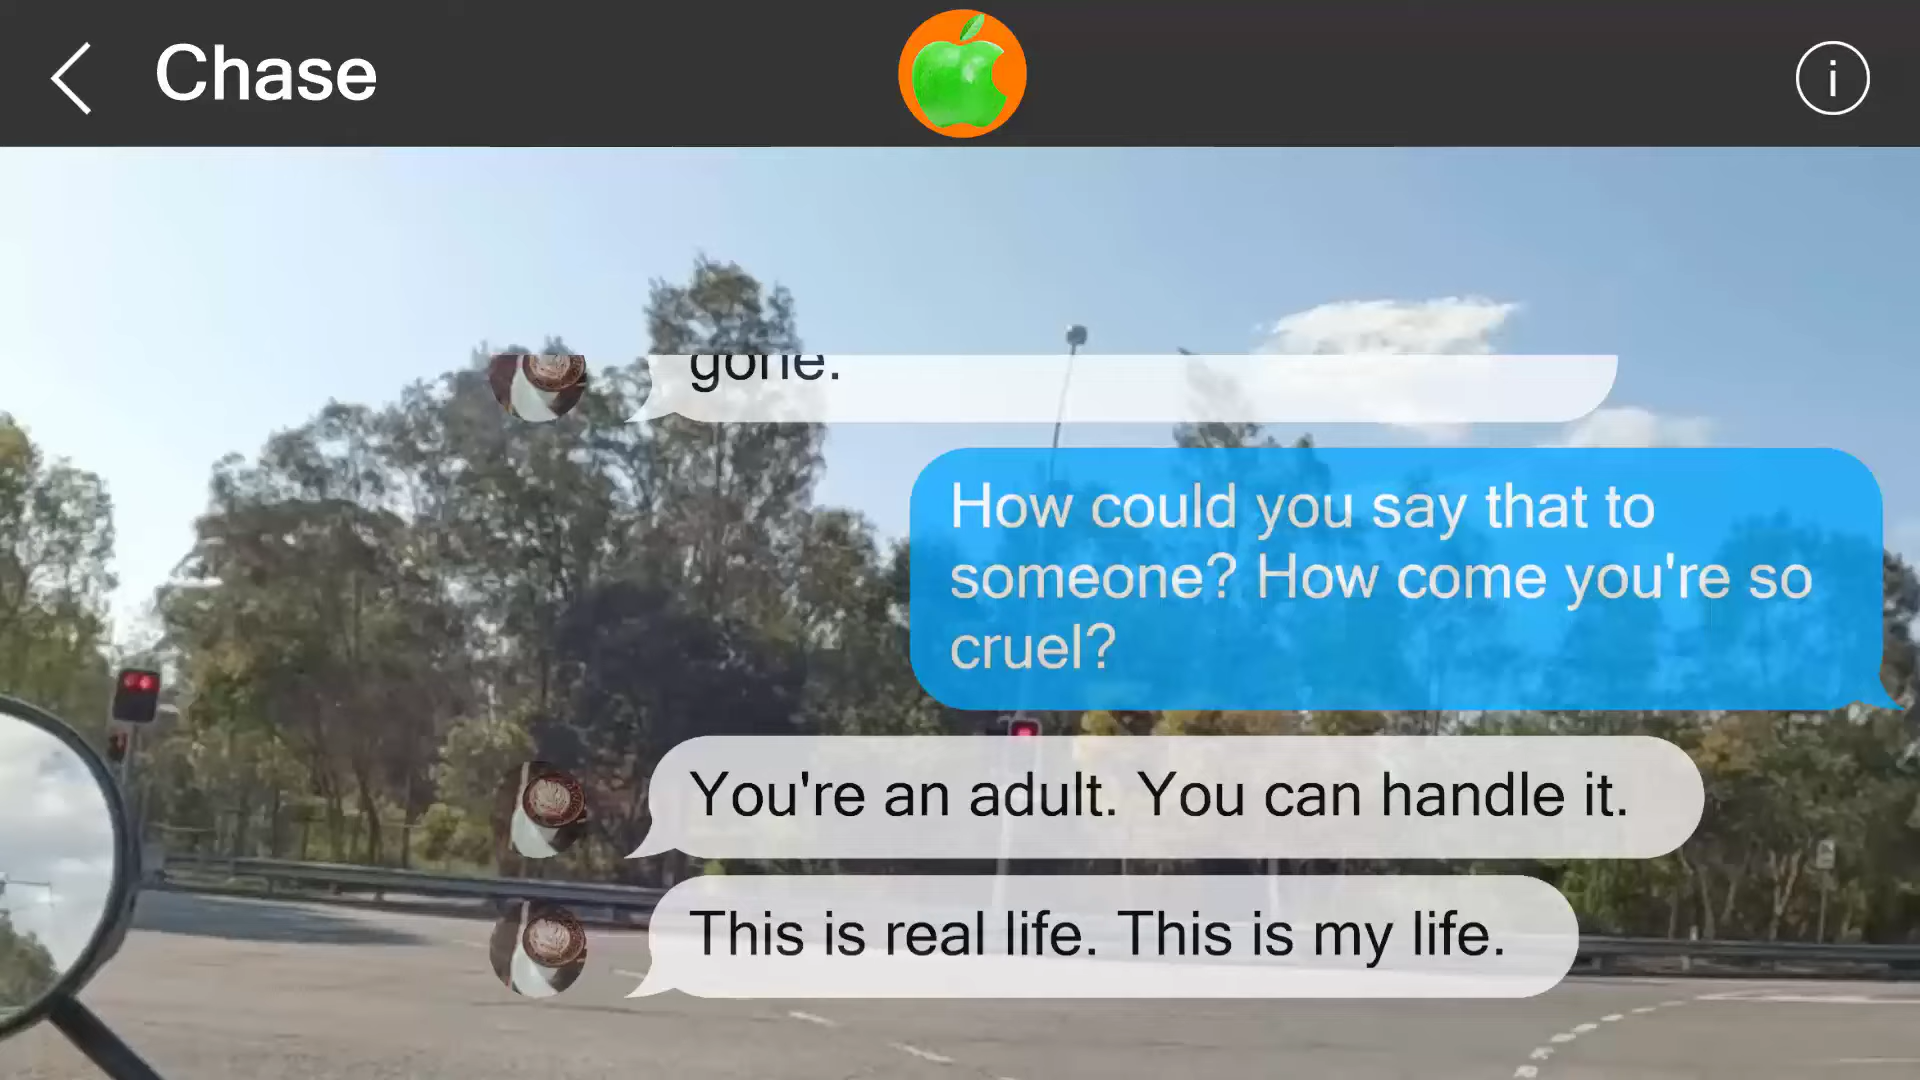 Chase
gone.
How could you say that to
someone? How come you're so
cruel?
You're an adult. You can handle it.
This is real life. This is my life.